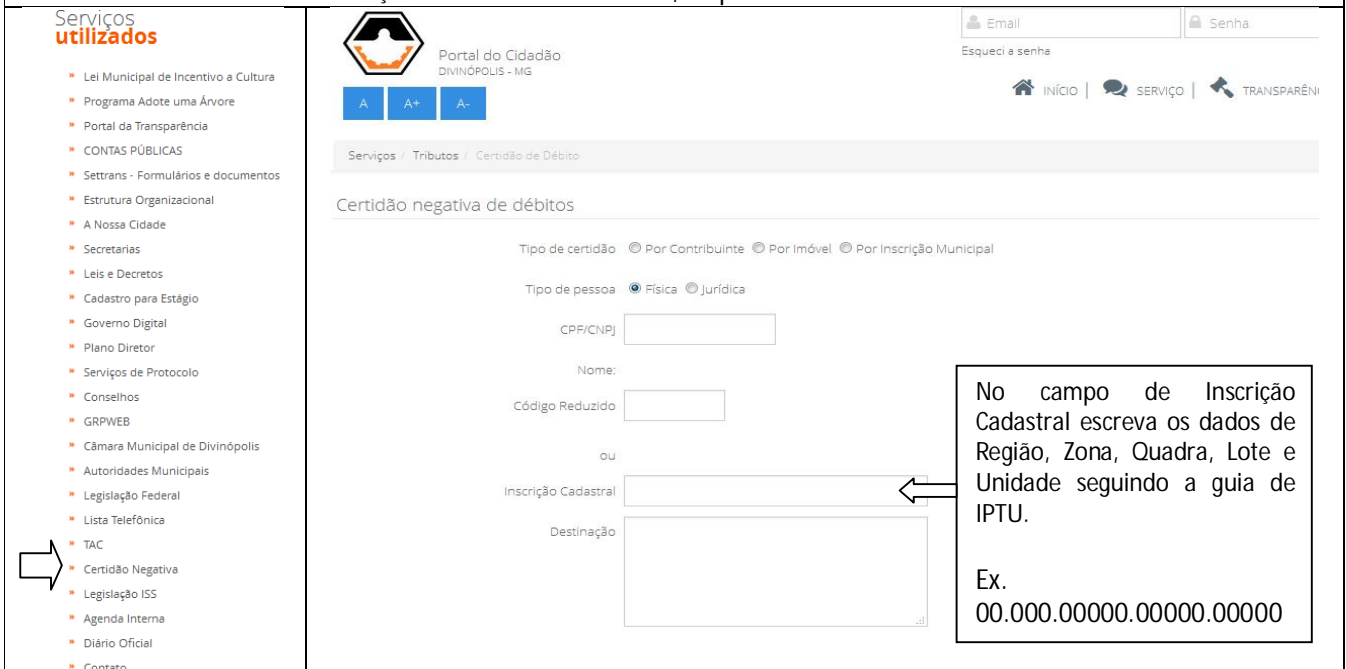 Serviços
utilizados
Lei Municipal de Incentivo a Cultura
Programa Adote uma Árvore
Portal da Transparência
CONTAS PÚBLICAS
Settrans - Formulários e documentos
Estrutura Organizacional
A Nossa Cidade
Secretarias
Leis e Decretos
Cadastro para Estágio
Governo Digital
Plano Diretor
Serviços de Protocolo
Conselhos
GRPWEB
Câmara Municipal de Divinópolis
Autoridades Municipais
Legislação Federal
Lista Telefônica
TAC
Certidão Negativa
Legislação ISS
Agenda Interna
Diário Oficial
Contato
Portal do Cidadão
DIVINÓPOLIS - MG
A A+ A-
Email Senha
Esqueci a senha
INÍCIO | SERVIÇO |
Serviços / Tributos / Certidão de Débito
Certidão negativa de débitos
Tipo de certidão Por Contribuinte Por Imóvel Por Inscrição Municipal
Tipo de pessoa Física Jurídica
CPF/CNPJ
Nome:
Código Reduzido
ou
Inscrição Cadastral
Destinação
No campo de Inscrição
Cadastral escreva os dados de
Região, Zona, Quadra, Lote e
Unidade seguindo a guia de
IPTU.
Ex.
00.000.00000.00000.00000